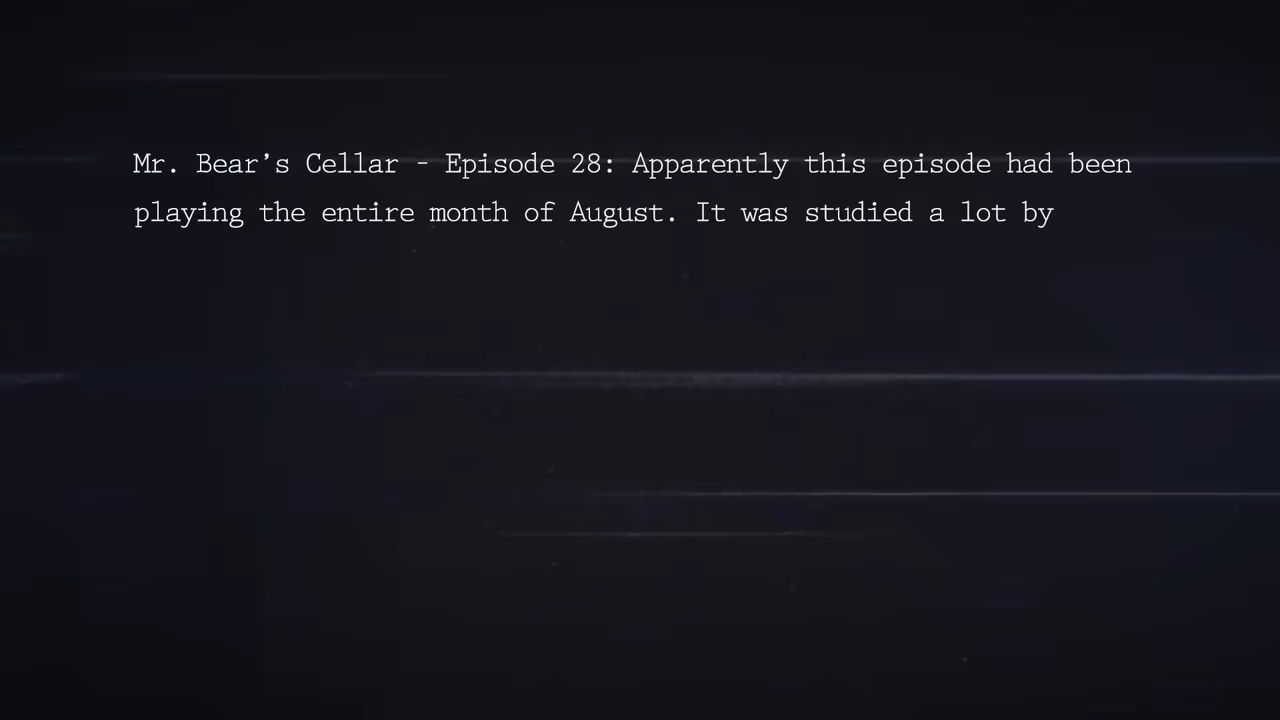 Mr. Bear’s Cellar - Episode 28: Apparently this episode had been
playing the entire month of August. It was studied a lot by